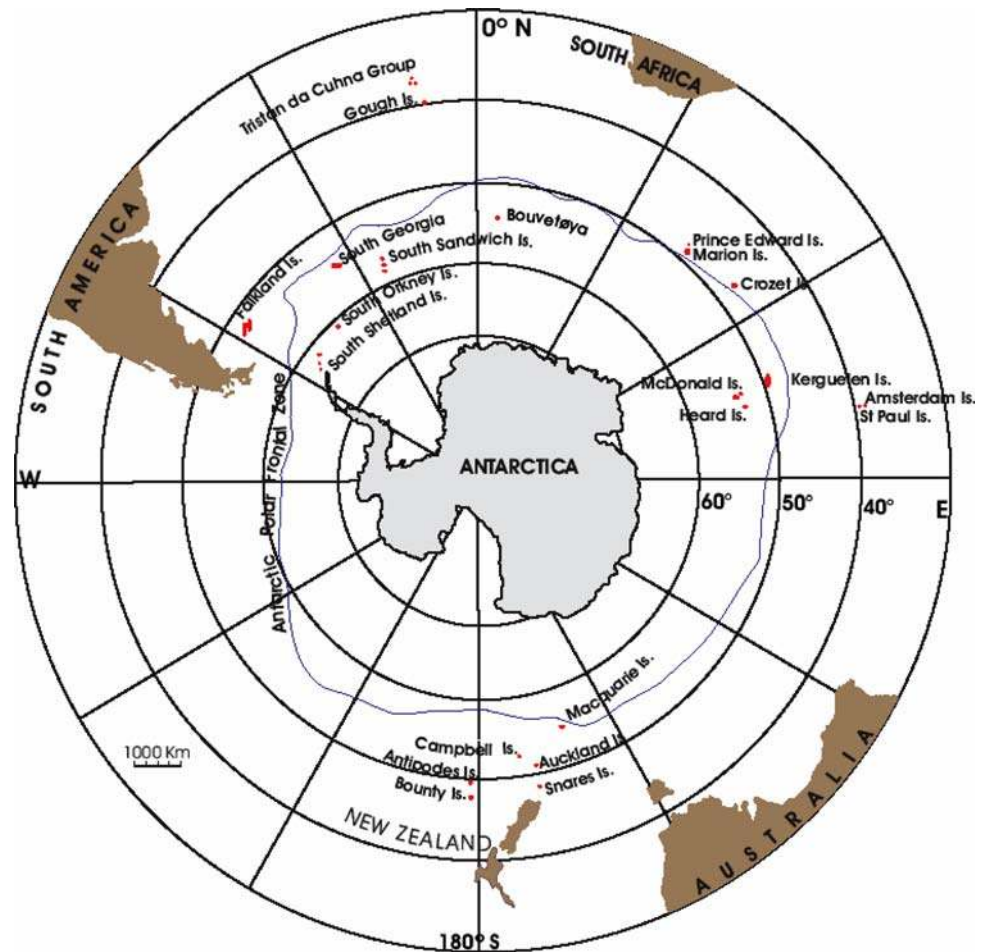 0° N
SOUTH AFRICA
Tristan da Cuhna Group
Gough Is.
Bouvetøya
South Georgia
South Sandwich Is.
Prince Edward Is.
Marion Is.
Crozet Is
SOUTH AMERICA
Falkland Is.
South Orkney Is.
South Shetland Is.
McDonald Is.
Heard Is.
Kerguelen Is.
Amsterdam Is.
St Paul Is.
ANTARCTICA
W
60°
50°
40°
E
Antarctic Polar Frontal Zone
Macquarie Is.
Campbell Is.
Auckland Is
Antipodes Is
Snares Is.
Bounty Is.
1000 Km
NEW ZEALAND
AUSTRALIA
180° S